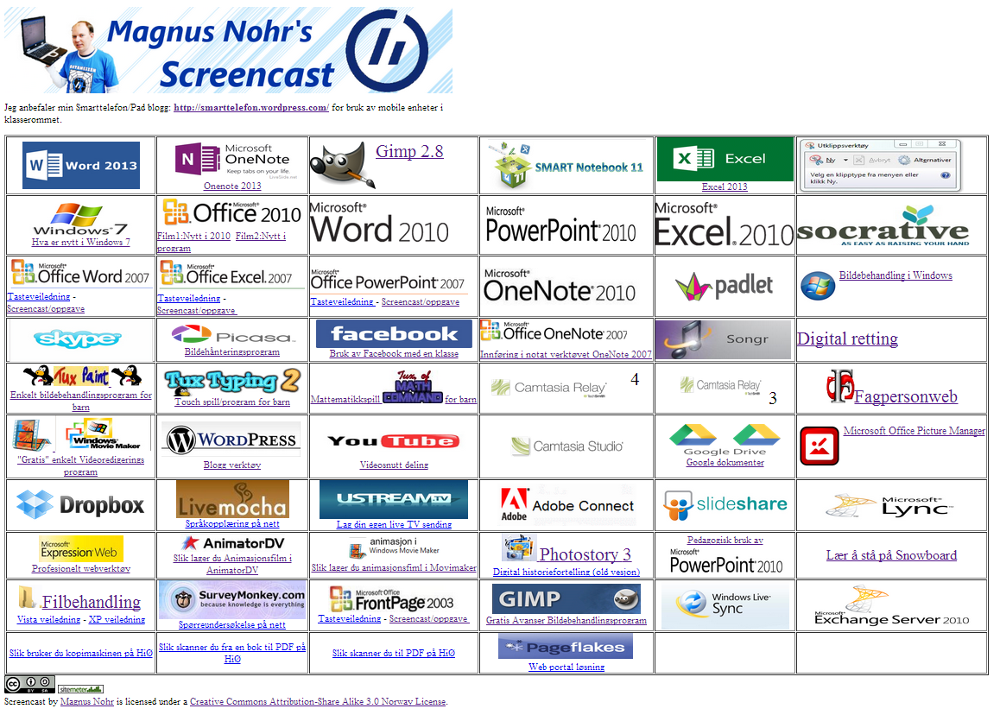 Magnus Nohr's
Screencast
Jeg anbefaler min Smarttelefon/Pad blogg: http://smarttelefon.wordpress.com/ for bruk av mobile enheter i
klasserommet.
Word 2013
Microsoft
OneNote
Keep tabs on your life.
LiveSide.net
Onenote 2013
Gimp 2.8
SMART Notebook 11
Excel
Excel 2013
Utklippsverktøy
Ny Avbryt Alternativer
Velg en klipptype fra menyen eller
klikk Ny.
Windows 7
Hva er nytt i Windows 7
Microsoft
Office 2010
Film1:Nytt i 2010 Film2:Nytt i
program
Microsoft
Word 2010
Microsoft
PowerPoint 2010
Microsoft
Excel 2010
socrative
AS EASY AS RAISING YOUR HAND
Microsoft
Office Word 2007
Tasteveiledning -
Screencast/oppgave
Microsoft
Office Excel 2007
Tasteveiledning -
Screencast/oppgave
Microsoft
Office PowerPoint 2007
Tasteveiledning - Screencast/oppgave
Microsoft
OneNote 2010
padlet
Bildebehandling i Windows
skype
Picasa
Bildehånteringsprogram
facebook
Bruk av Facebook med en klasse
Microsoft
Office OneNote 2007
Innføring i notat verktøyet OneNote 2007
Songr
Digital retting
Tux Paint
Enkelt bildebehandlingsprogram for
barn
Tux Typing 2
Touch spill/program for barn
Tux, of
MATH
COMMAND
Mattematikkspill for barn
Camtasia Relay
4
Camtasia Relay
3
Fagpersonweb
Windows
Movie Maker
"Gratis" enkelt Videoredigerings
program
WORDPRESS
Blogg verktøy
You Tube
Videosnutt deling
Camtasia Studio
Google Drive
Google dokumenter
Microsoft Office Picture Manager
Dropbox
Livemocha
Språkopplæring på nett
USTREAM TV
Lag din egen live TV sending
Adobe
Adobe Connect
slideshare
Microsoft
Lync
Microsoft
Expression Web
Profesjonelt webverktøy
AnimatorDV
Slik lager du Animasjonsfilm i
AnimatorDV
animasjon i
Windows Movie Maker
Slik lager du animasjonsfiml i Movimaker
Photostory 3
Digital historiefortelling (old vesjon)
Pedagogisk bruk av
Microsoft
PowerPoint 2010
Lær å stå på Snowboard
Filbehandling
Vista veiledning - XP veiledning
SurveyMonkey.com
because knowledge is everything
Spørreundersøkelse på nett
Microsoft Office
FrontPage 2003
Tasteveiledning - Screencast/oppgave
GIMP
Gratis Avanser Bildebehandlingsprogram
Windows Live
Sync
Microsoft
Exchange Server 2010
Slik bruker du kopimaskinen på HiØ
Slik skanner du fra en bok til PDF på
HiØ
Slik skanner du til PDF på HiØ
Pageflakes
Web portal løsning
cc BY SA sitemeter
Screencast by Magnus Nohr is licensed under a Creative Commons Attribution-Share Alike 3.0 Norway License.